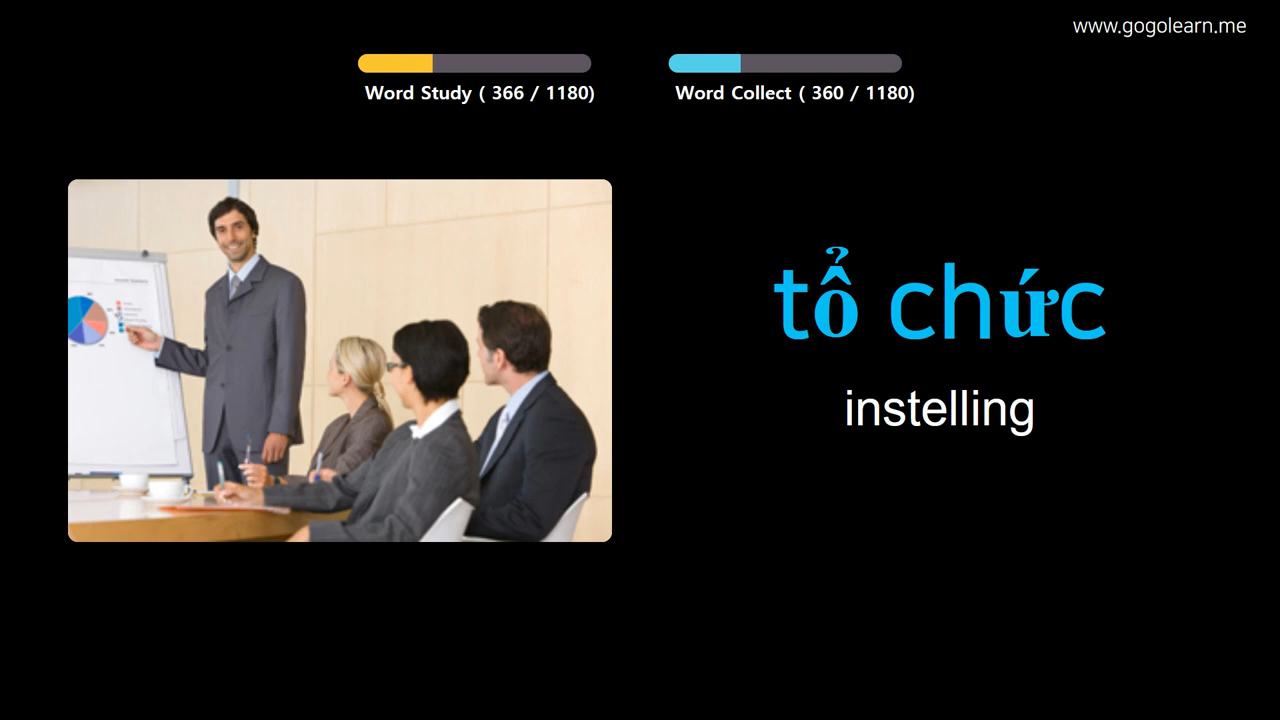 www.gogolearn.me
Word Study ( 366 / 1180)
Word Collect ( 360 / 1180)
tổ chức
instelling